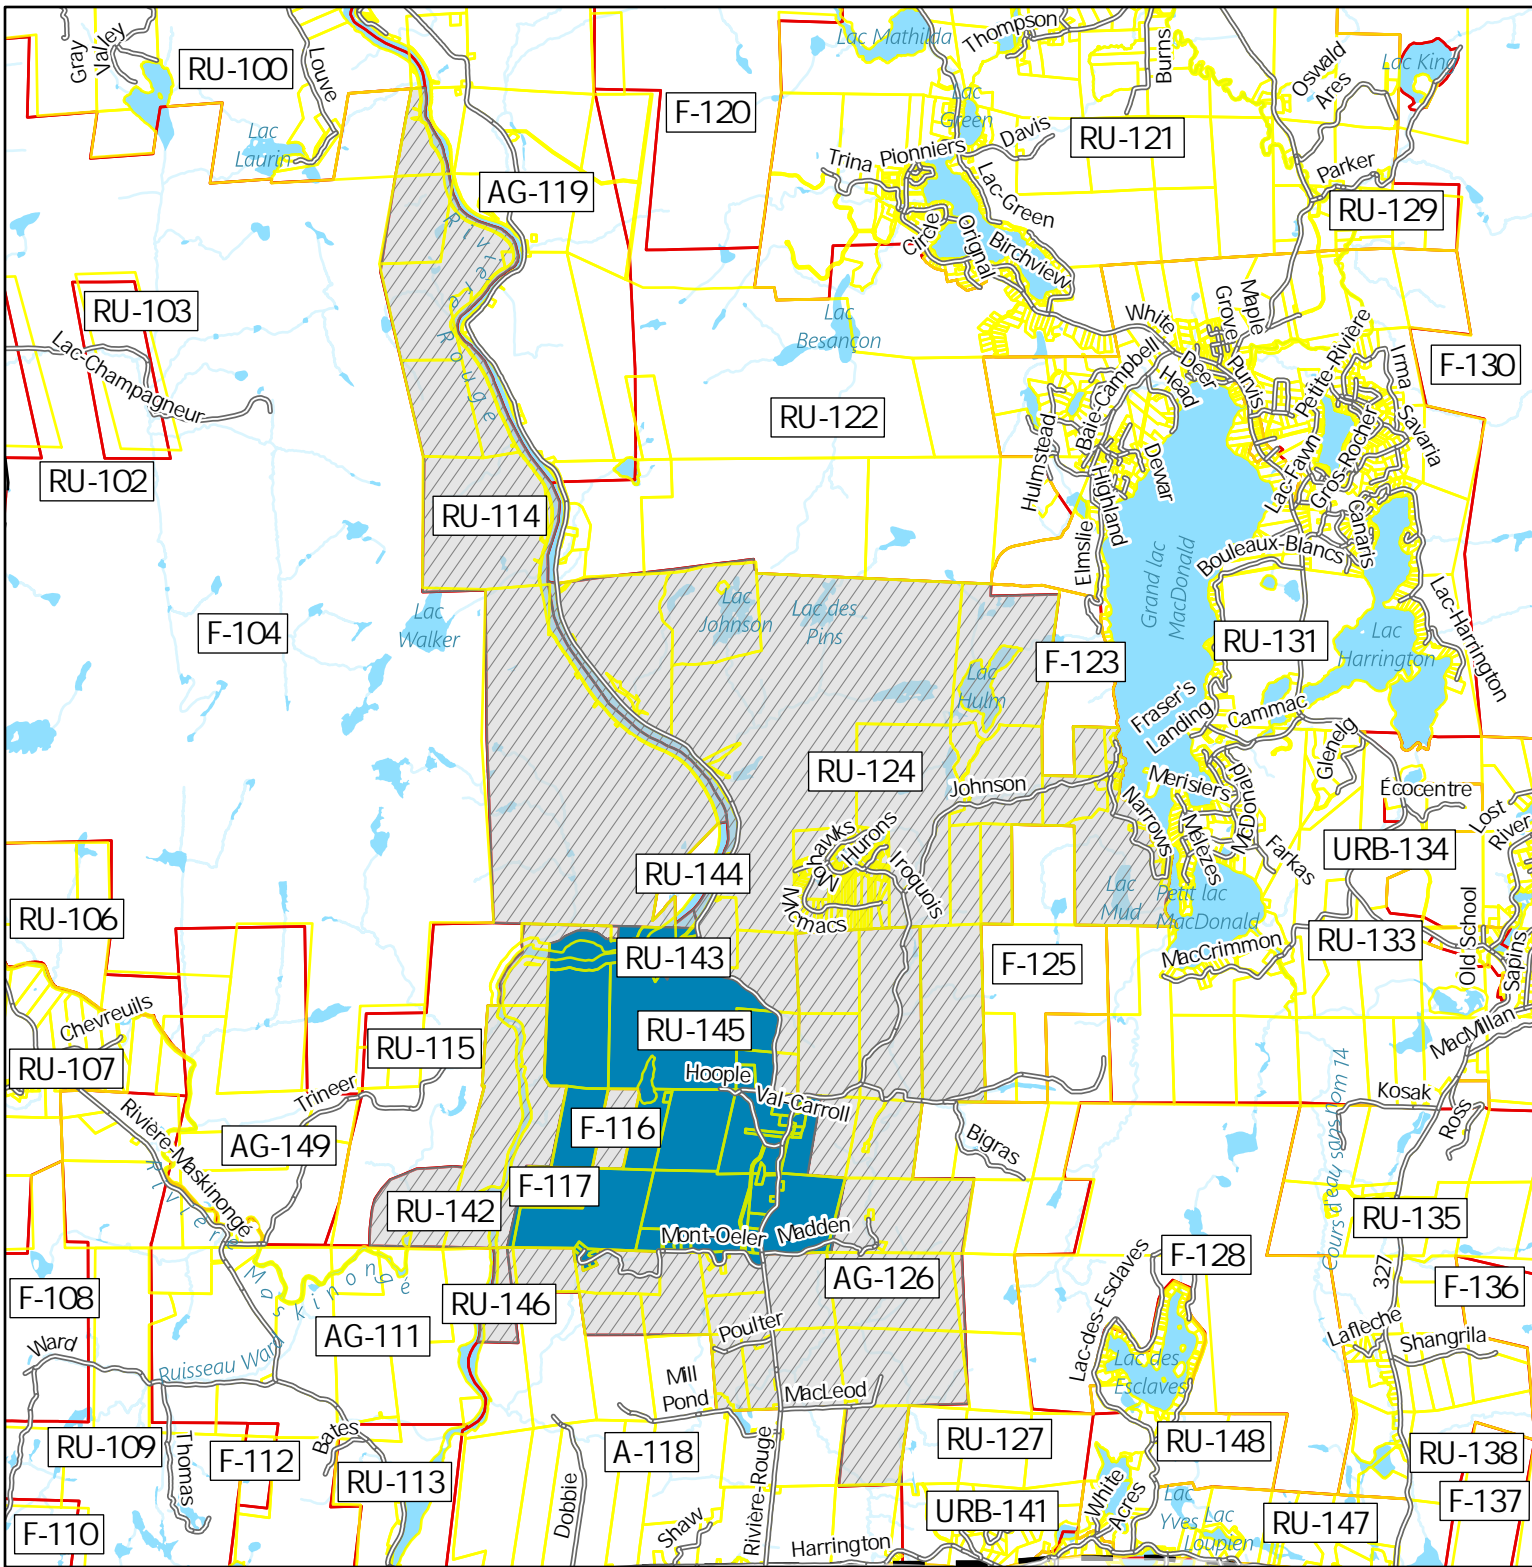 Gray
Valley
RU-100
Louve
Lac
Laurin
Lac Mathilda
Thompson
Burns
Oswald
Ares
Lac King
F-120
Lac
Green
Davis
RU-121
Trina
Pionniers
Lac-Green
Parker
RU-129
AG-119
Rivière Rouge
Circle
Orignal
Birchview
RU-103
Lac-Champagneur
RU-102
Lac
Besançon
White
Deer
Head
Maple
Grove
Purvis
Petite-Rivière
Irma
F-130
Baie-Campbell
RU-122
Hulmstead
Highland
Dewar
Lac-Fawn
Gros-Rocher
Savaria
Canaris
RU-114
Elmslie
Grand lac
MacDonald
Bouleaux-Blancs
Lac-Harrington
F-104
Lac
Walker
Lac
Johnson
Lac des
Pins
Lac
Hulm
F-123
RU-131
Lac
Harrington
Fraser's
Landing
Cammac
Glenelg
RU-124
Johnson
Merisiers
McDonald
Narrows
Mélèzes
Farkas
Écocentre
Lost
River
URB-134
Mohawks
Hurons
Iroquois
Micmacs
RU-144
Lac
Mud
Petit lac
MacDonald
MacCrimmon
RU-133
Old School
Sapins
RU-106
RU-143
F-125
Chevreuils
RU-107
RU-115
RU-145
MacMillan
Trineer
Hoople
Val-Carroll
Cours d'eau sans nom 14
Kosak
Ross
Rivière-Maskinongé
AG-149
F-116
Bigras
Rivière Maskinongé
RU-142
F-117
Mont-Oeler
Madden
RU-135
F-128
327
F-108
RU-146
AG-126
F-136
AG-111
Lac-des-Esclaves
Ward
Ruisseau Ward
Poulter
Laflèche
Shangrila
Lac des
Esclaves
Mill
Pond
MacLeod
RU-109
Thomas
F-112
Bates
RU-113
A-118
RU-127
RU-148
RU-138
F-110
Dobbie
Shaw
Rivière-Rouge
Harrington
URB-141
White
Acres
Lac
Yves
Lac
Loupien
RU-147
F-137